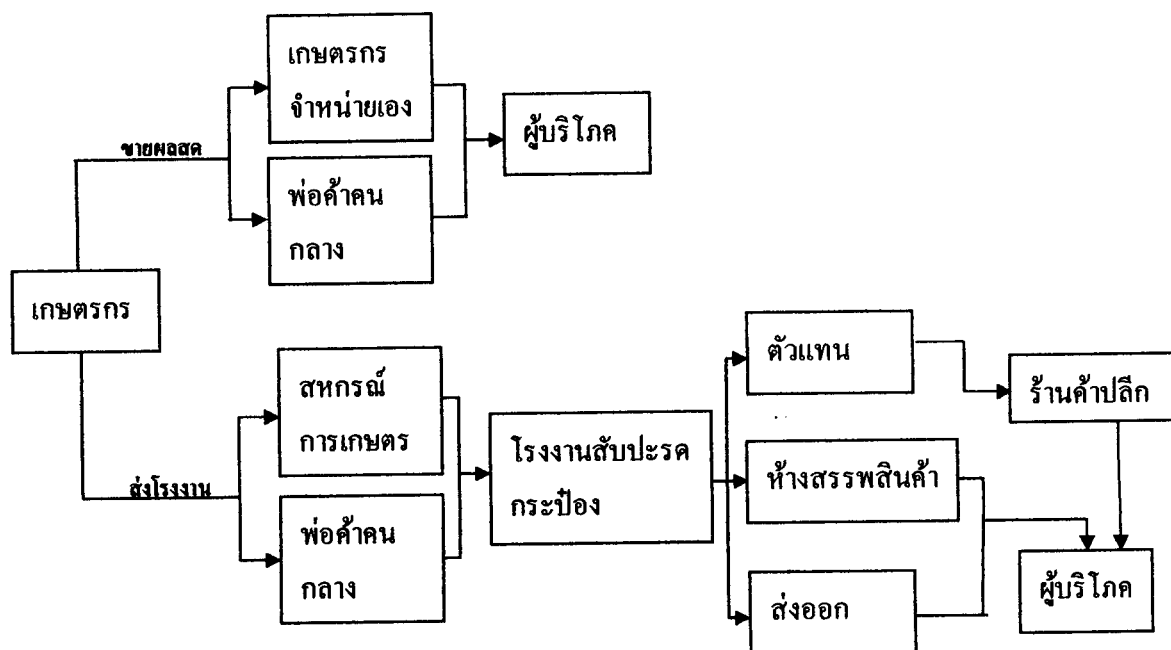 เกษตรกร
จำหน่ายเอง
ผู้บริโภค
ขายผลสด
พ่อค้าคน
กลาง
เกษตรกร
สหกรณ์
การเกษตร
ส่งโรงงาน
พ่อค้าคน
กลาง
โรงงานสับปะรด
กระป๋อง
ตัวแทน
ร้านค้าปลีก
ห้างสรรพสินค้า
ส่งออก
ผู้บริโภค